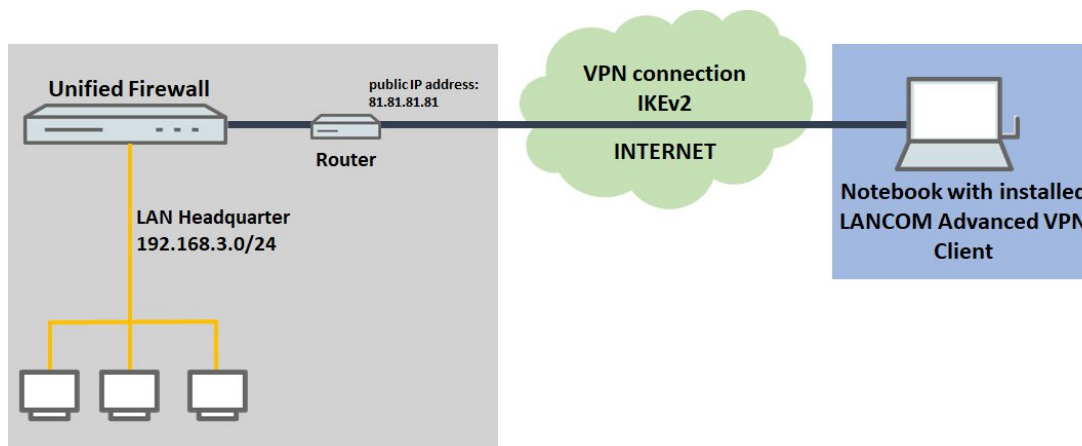 Unified Firewall
public IP address:
81.81.81.81
Router
LAN Headquarter
192.168.3.0/24
VPN connection
IKEv2
INTERNET
Notebook with installed
LANCOM Advanced VPN
Client